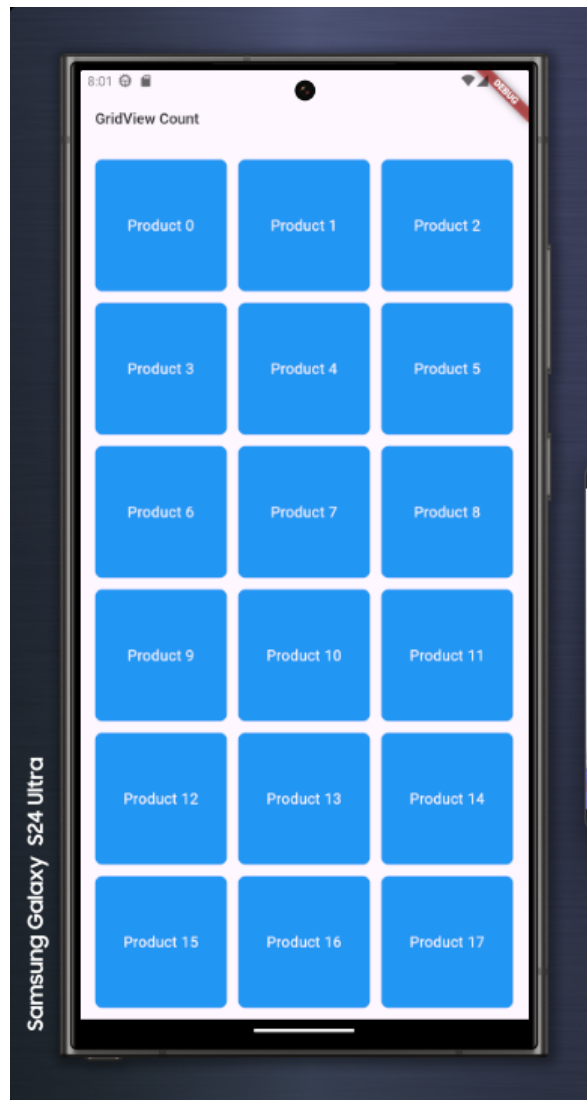 8:01
DEBUG
GridView Count
Product 0 Product 1 Product 2
Product 3 Product 4 Product 5
Product 6 Product 7 Product 8
Product 9 Product 10 Product 11
Product 12 Product 13 Product 14
Product 15 Product 16 Product 17
Samsung Galaxy S24 Ultra